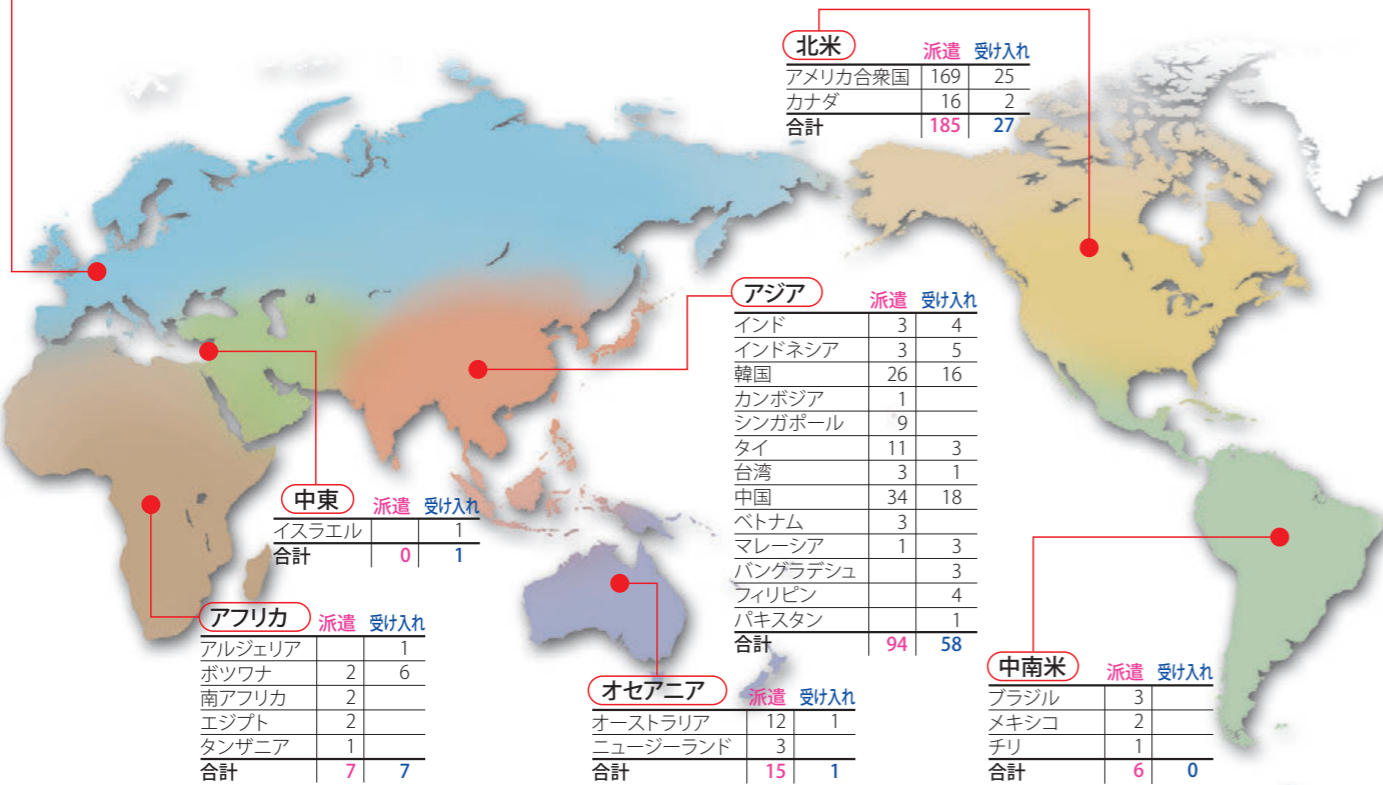 北米 派遣 受け入れ
アメリカ合衆国 169 25
カナダ 16 2
合計 185 27
アジア 派遣 受け入れ
インド 3 4
インドネシア 3 5
韓国 26 16
カンボジア 1
シンガポール 9
タイ 11 3
台湾 3 1
中国 34 18
ベトナム 3
マレーシア 1 3
バングラデシュ 3
フィリピン 4
パキスタン 1
合計 94 58
中東 派遣 受け入れ
イスラエル 1
合計 0 1
アフリカ 派遣 受け入れ
アルジェリア 1
ボツワナ 2 6
南アフリカ 2
エジプト 2
タンザニア 1
合計 7 7
オセアニア 派遣 受け入れ
オーストラリア 12 1
ニュージーランド 3
合計 15 1
中南米 派遣 受け入れ
ブラジル 3
メキシコ 2
チリ 1
合計 6 0